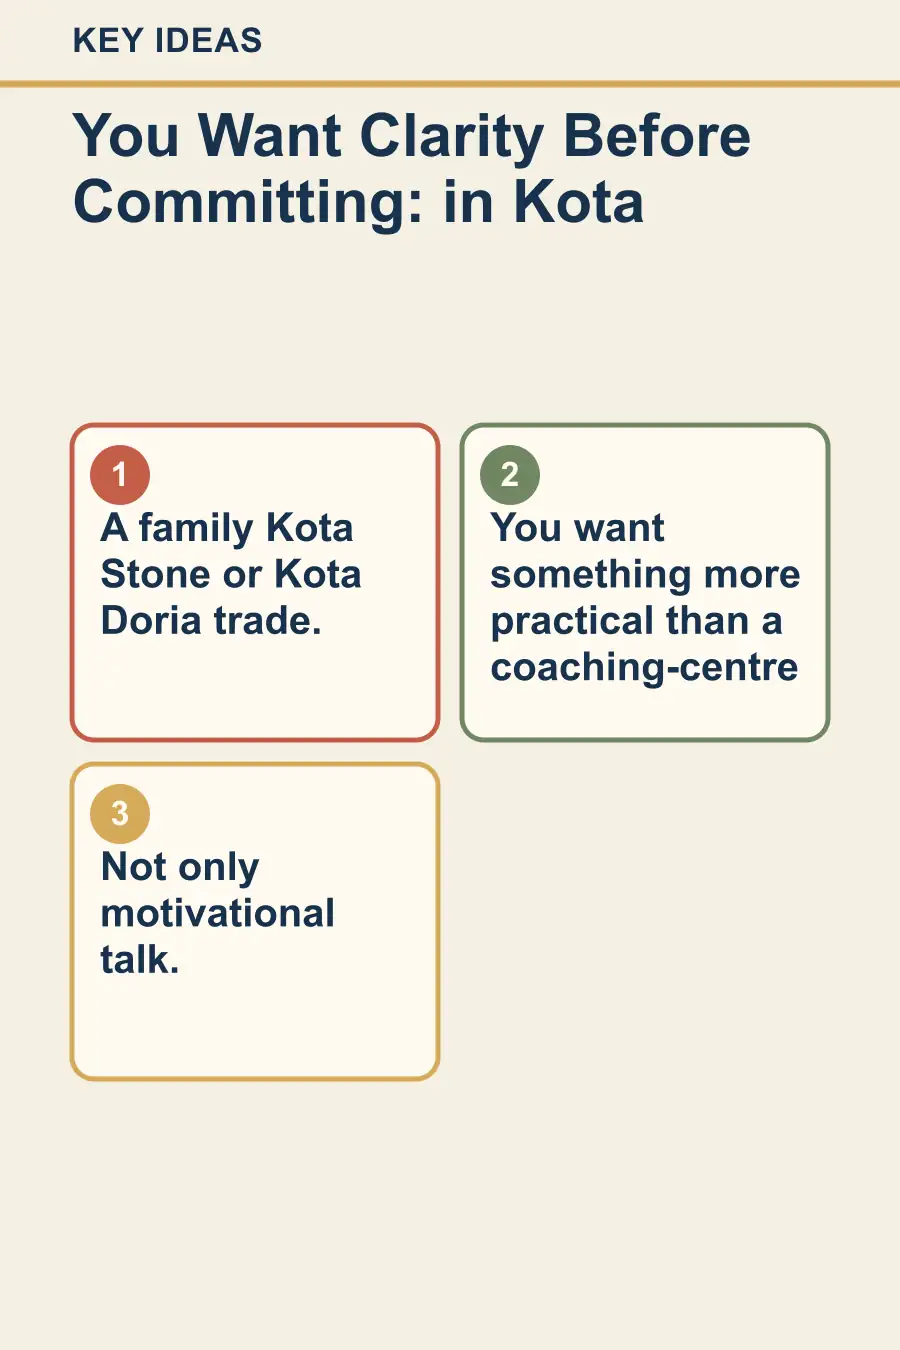 KEY IDEAS
You Want Clarity Before
Committing: in Kota
1
A family Kota
Stone or Kota
Doria trade.
2
You want
something more
practical than a
coaching-centre
3
Not only
motivational
talk.